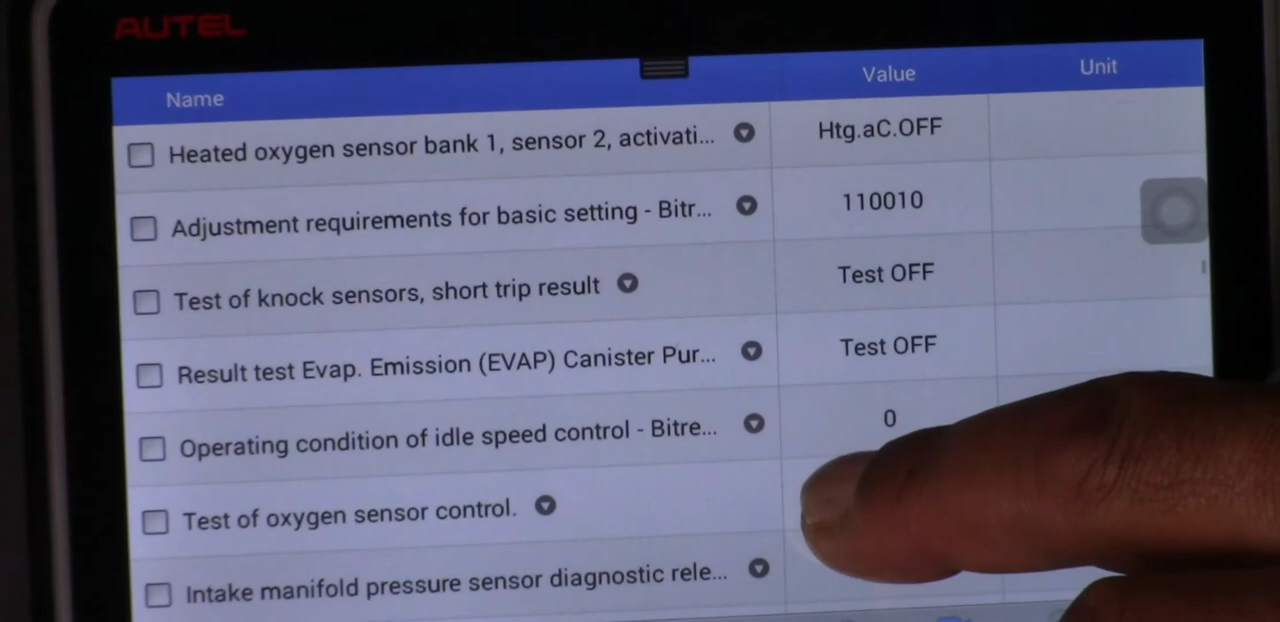 AUTEL
Name Value Unit
Heated oxygen sensor bank 1, sensor 2, activati... Htg.aC.OFF
Adjustment requirements for basic setting - Bitr... 110010
Test of knock sensors, short trip result Test OFF
Result test Evap. Emission (EVAP) Canister Pur... Test OFF
Operating condition of idle speed control - Bitre... 0
Test of oxygen sensor control.
Intake manifold pressure sensor diagnostic rele...